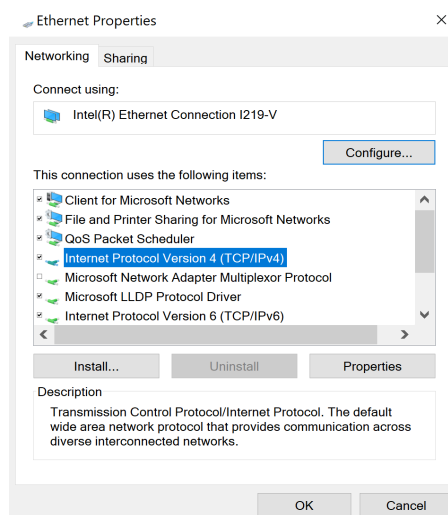 Ethernet Properties
Networking
Sharing
Connect using:
Intel(R) Ethernet Connection I219-V
Configure...
This connection uses the following items:
Client for Microsoft Networks
File and Printer Sharing for Microsoft Networks
QoS Packet Scheduler
Internet Protocol Version 4 (TCP/IPv4)
Microsoft Network Adapter Multiplexor Protocol
Microsoft LLDP Protocol Driver
Internet Protocol Version 6 (TCP/IPv6)
Install...
Uninstall
Properties
Description
Transmission Control Protocol/Internet Protocol. The default
wide area network protocol that provides communication across
diverse interconnected networks.
OK
Cancel